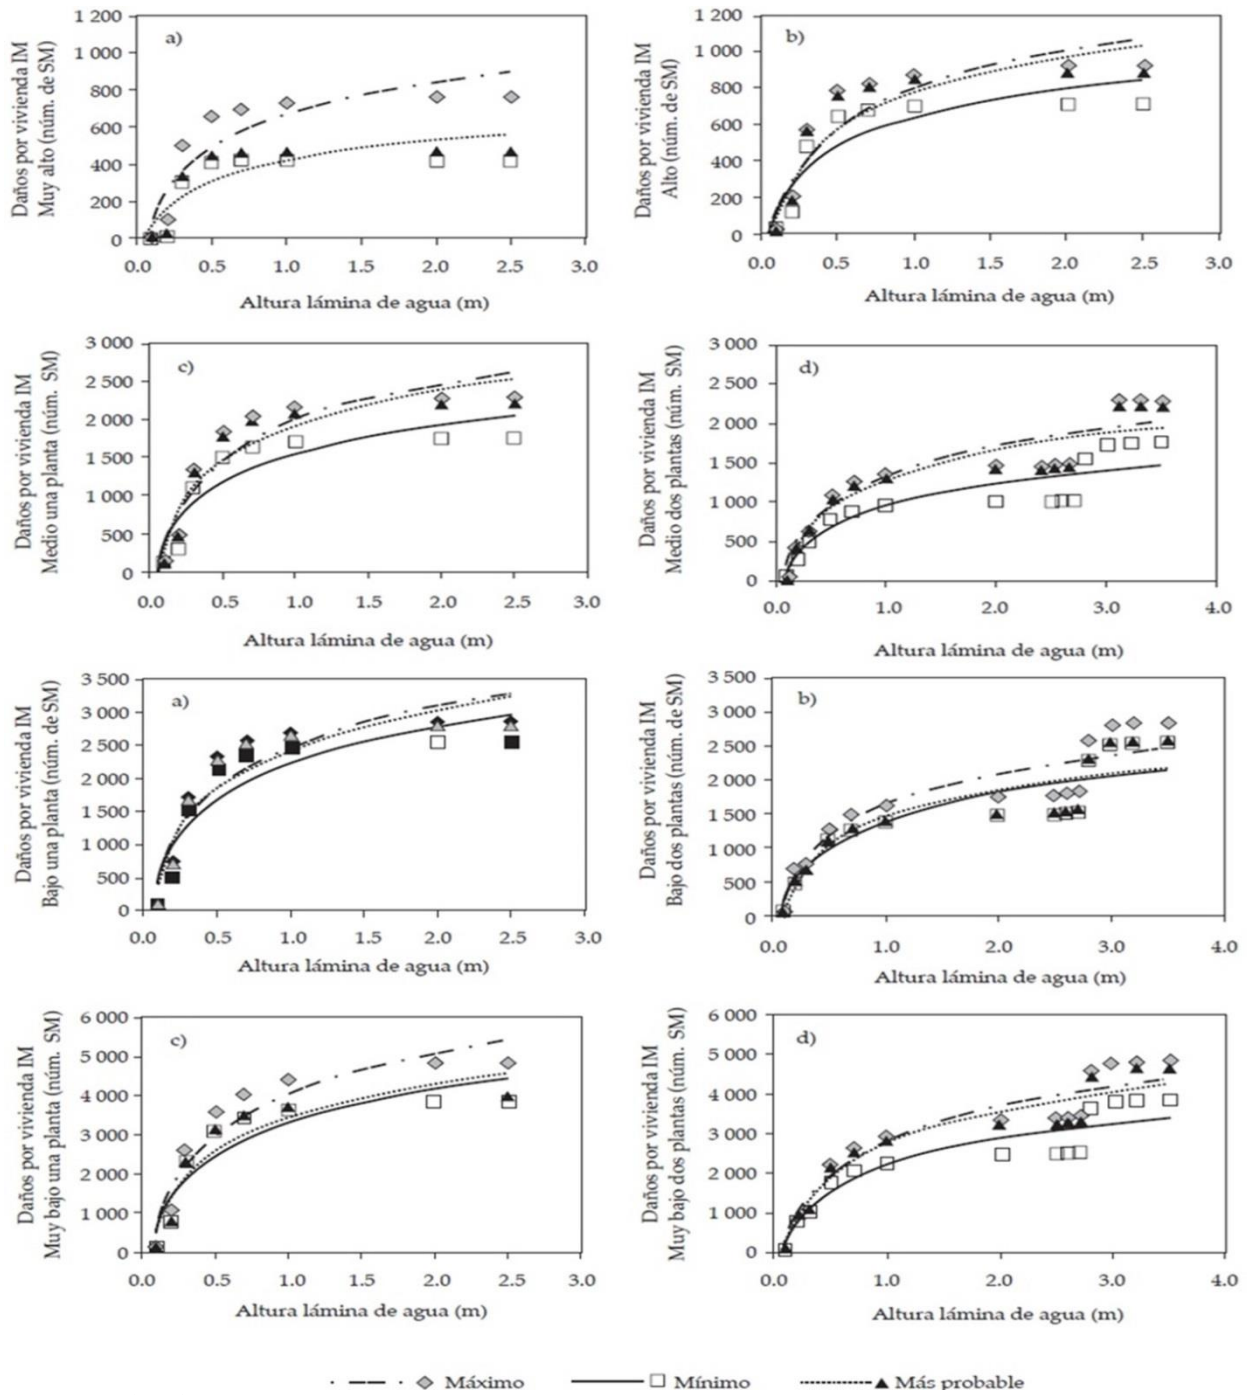 Daños por vivienda IM
Muy alto (núm. de SM)
1 200
1 000
800
600
400
200
0
a)
0.0 0.5 1.0 1.5 2.0 2.5 3.0
Altura lámina de agua (m)
Daños por vivienda IM
Alto (núm. de SM)
1 200
1 000
800
600
400
200
0
b)
0.0 0.5 1.0 1.5 2.0 2.5 3.0
Altura lámina de agua (m)
Daños por vivienda IM
Medio una planta (núm. SM)
3 000
2 500
2 000
1 500
1 000
500
0
c)
0.0 0.5 1.0 1.5 2.0 2.5 3.0
Altura lámina de agua (m)
Daños por vivienda IM
Medio dos plantas (núm. SM)
3 000
2 500
2 000
1 500
1 000
500
0
d)
0.0 1.0 2.0 3.0 4.0
Altura lámina de agua (m)
Daños por vivienda IM
Bajo una planta (núm. de SM)
3 500
3 000
2 500
2 000
1 500
1 000
500
0
a)
0.5 1.0 1.5 2.0 2.5 3.0
Altura lámina de agua (m)
Daños por vivienda IM
Bajo dos plantas (núm. de SM)
3 500
3 000
2 500
2 000
1 500
1 000
500
0
b)
0.0 1.0 2.0 3.0 4.0
Altura lámina de agua (m)
Daños por vivienda IM
Muy bajo una planta (núm. SM)
6 000
5 000
4 000
3 000
2 000
1 000
0
c)
0.0 0.5 1.0 1.5 2.0 2.5 3.0
Altura lámina de agua (m)
Daños por vivienda IM
Muy bajo dos plantas (núm. SM)
6 000
5 000
4 000
3 000
2 000
1 000
0
d)
0.0 1.0 2.0 3.0 4.0
Altura lámina de agua (m)
Máximo Mínimo Más probable